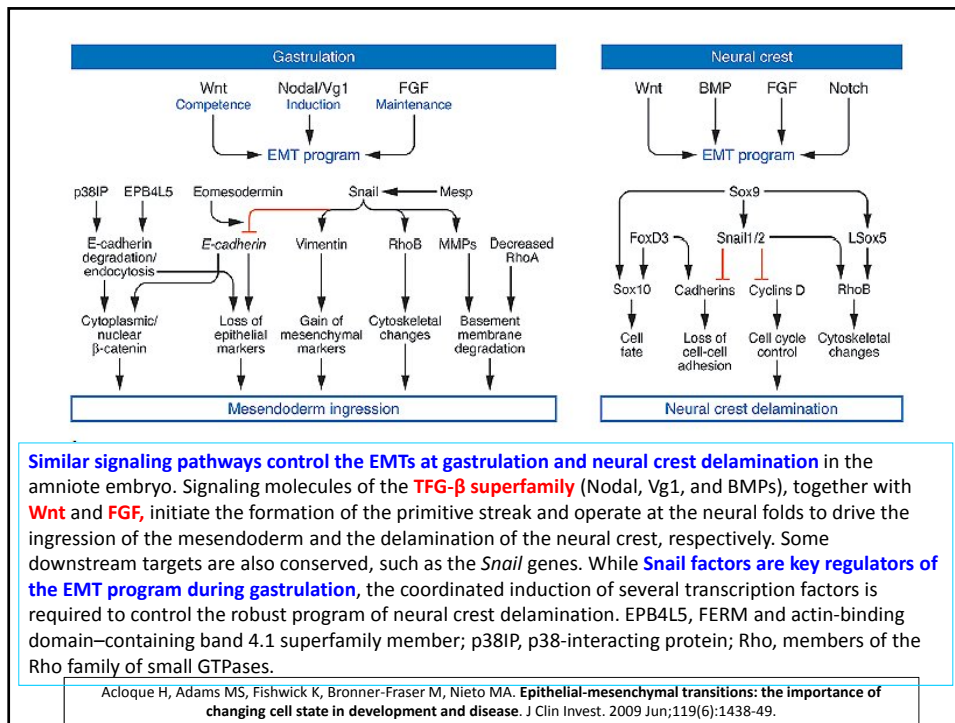 Gastrulation
Neural crest
Wnt Nodal/Vg1 FGF
Competence Induction Maintenance
EMT program
Wnt BMP FGF Notch
EMT program
p38IP EPB4L5 Eomesodermin Snail Mesp
E-cadherin degradation/ endocytosis
E-cadherin Vimentin RhoB MMPs Decreased RhoA
Cytoplasmic/ nuclear β-catenin
Loss of epithelial markers
Gain of mesenchymal markers
Cytoskeletal changes
Basement membrane degradation
Mesendoderm ingression
Sox9
FoxD3 Snail1/2 LSox5
Sox10 Cadherins Cyclins D RhoB
Cell fate
Loss of cell-cell adhesion
Cell cycle control
Cytoskeletal changes
Neural crest delamination
Similar signaling pathways control the EMTs at gastrulation and neural crest delamination in the
amniote embryo. Signaling molecules of the TFG-β superfamily (Nodal, Vg1, and BMPs), together with
Wnt and FGF, initiate the formation of the primitive streak and operate at the neural folds to drive the
ingression of the mesendoderm and the delamination of the neural crest, respectively. Some
downstream targets are also conserved, such as the Snail genes. While Snail factors are key regulators of
the EMT program during gastrulation, the coordinated induction of several transcription factors is
required to control the robust program of neural crest delamination. EPB4L5, FERM and actin-binding
domain–containing band 4.1 superfamily member; p38IP, p38-interacting protein; Rho, members of the
Rho family of small GTPases.
Acloque H, Adams MS, Fishwick K, Bronner-Fraser M, Nieto MA. Epithelial-mesenchymal transitions: the importance of
changing cell state in development and disease. J Clin Invest. 2009 Jun;119(6):1438-49.